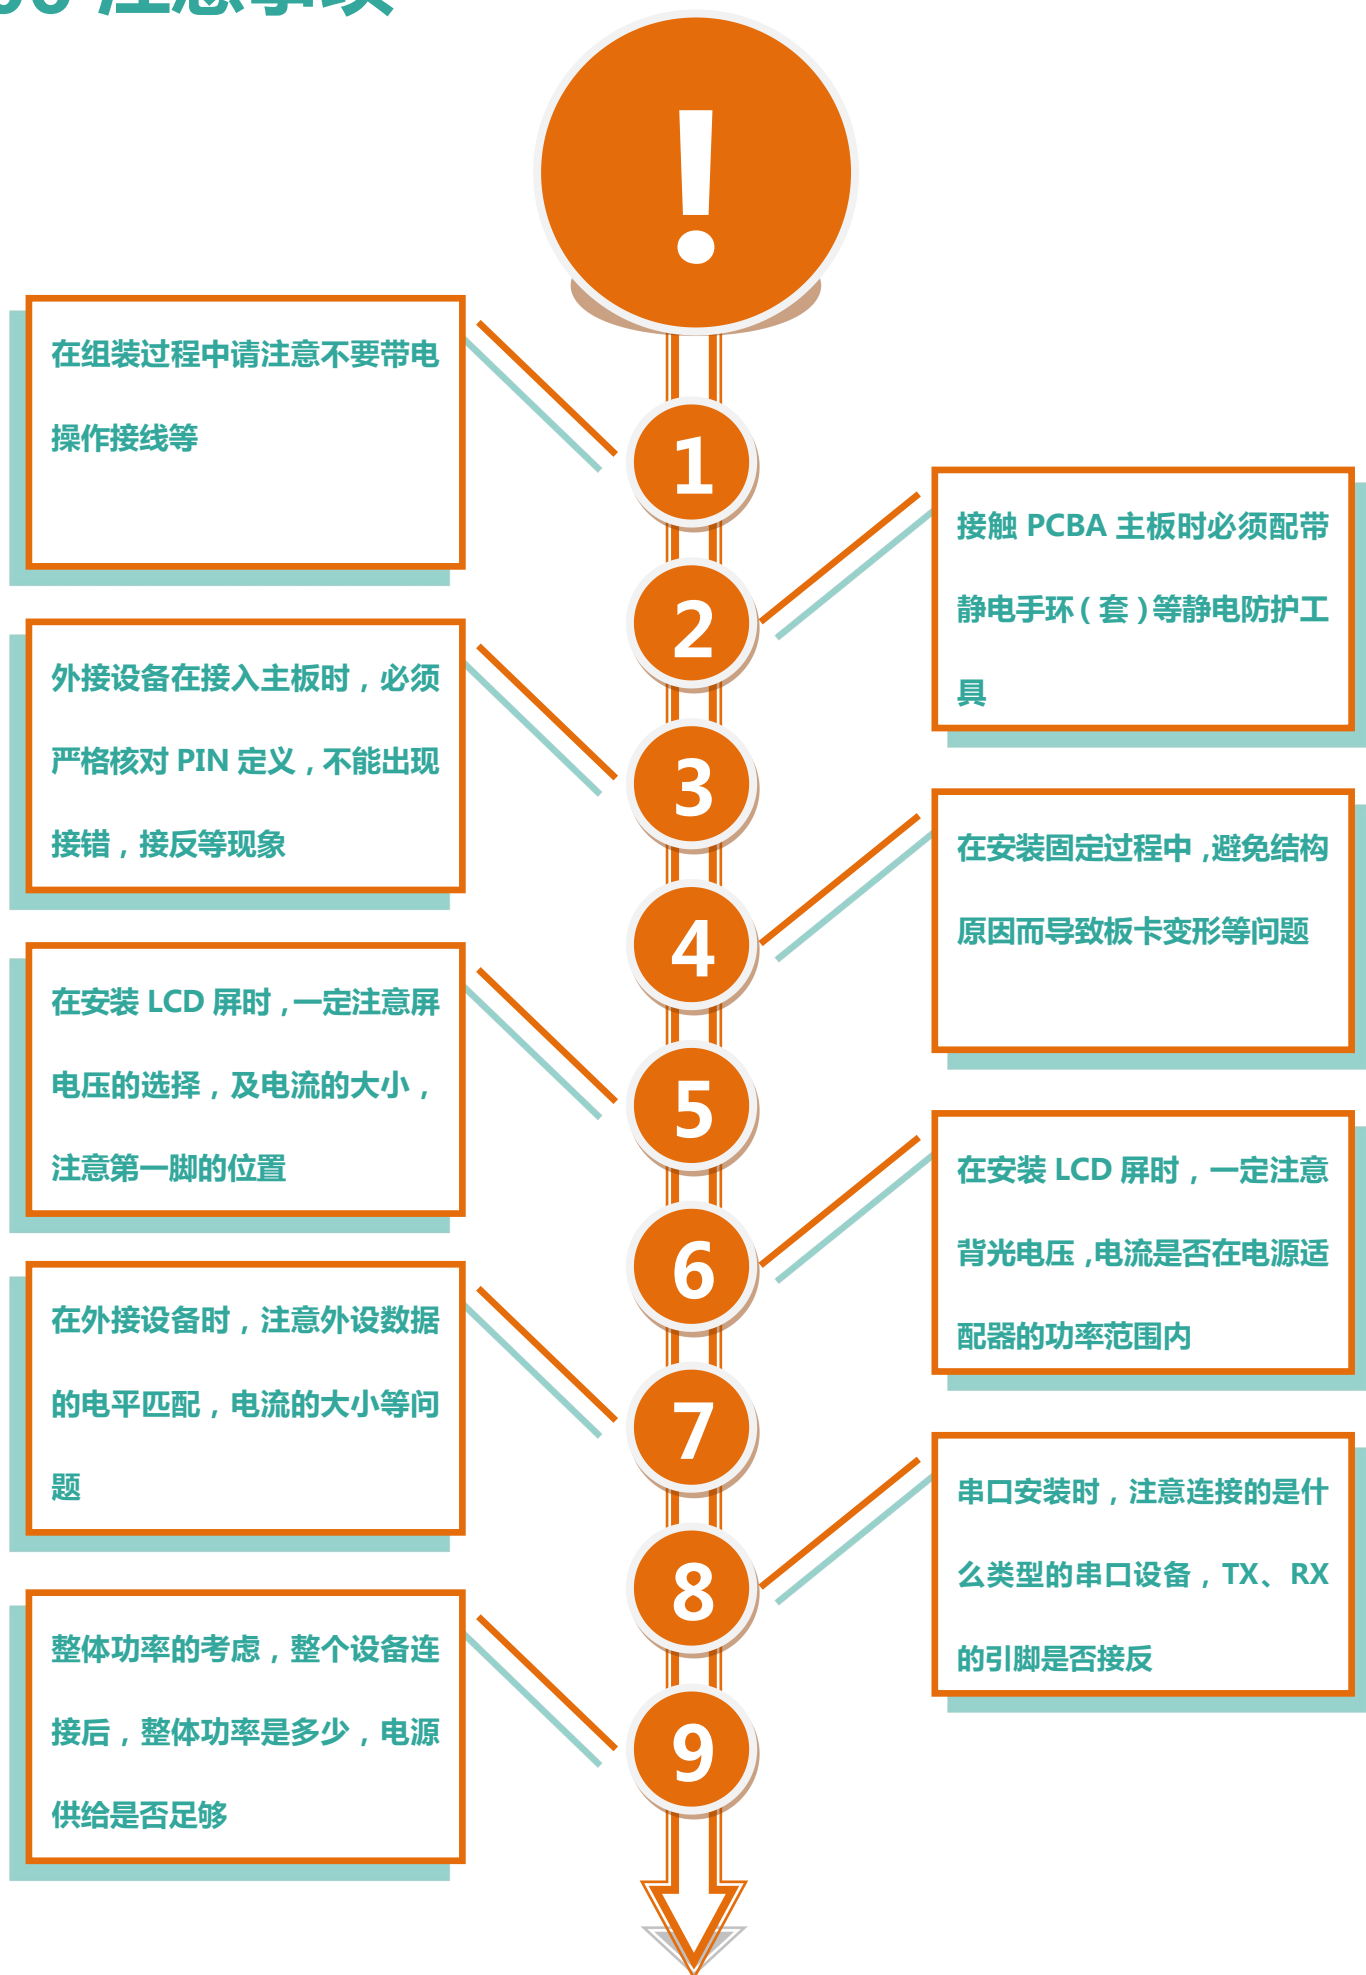 注意事项
!
在组装过程中请注意不要带电
操作接线等
1
接触 PCBA 主板时必须配带
静电手环（套）等静电防护工
具
2
外接设备在接入主板时，必须
严格核对 PIN 定义，不能出现
接错，接反等现象
3
在安装固定过程中，避免结构
原因而导致板卡变形等问题
4
在安装 LCD 屏时，一定注意屏
电压的选择，及电流的大小，
注意第一脚的位置
5
在安装 LCD 屏时，一定注意
背光电压，电流是否在电源适
配器的功率范围内
6
在外接设备时，注意外设数据
的电平匹配，电流的大小等问
题
7
串口安装时，注意连接的是什
么类型的串口设备，TX、RX
的引脚是否接反
8
整体功率的考虑，整个设备连
接后，整体功率是多少，电源
供给是否足够
9